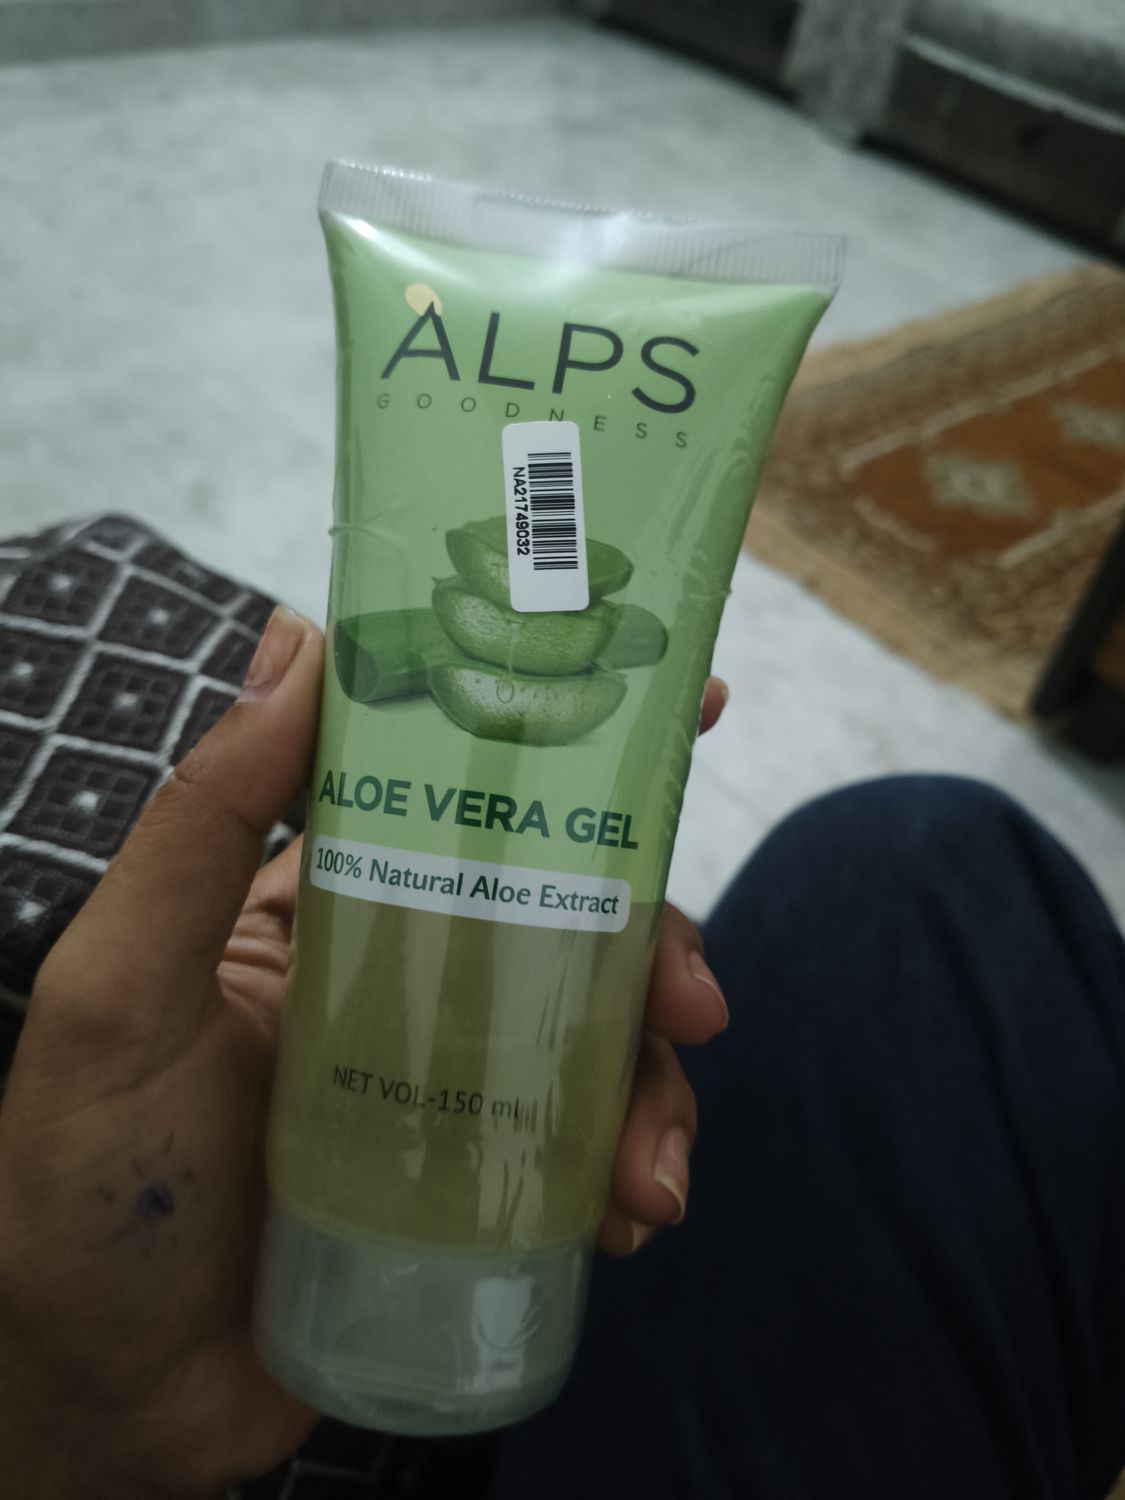 ALPS
GOODNESS
NA21749032
ALOE VERA GEL
100% Natural Aloe Extract
NET VOL-150 ml